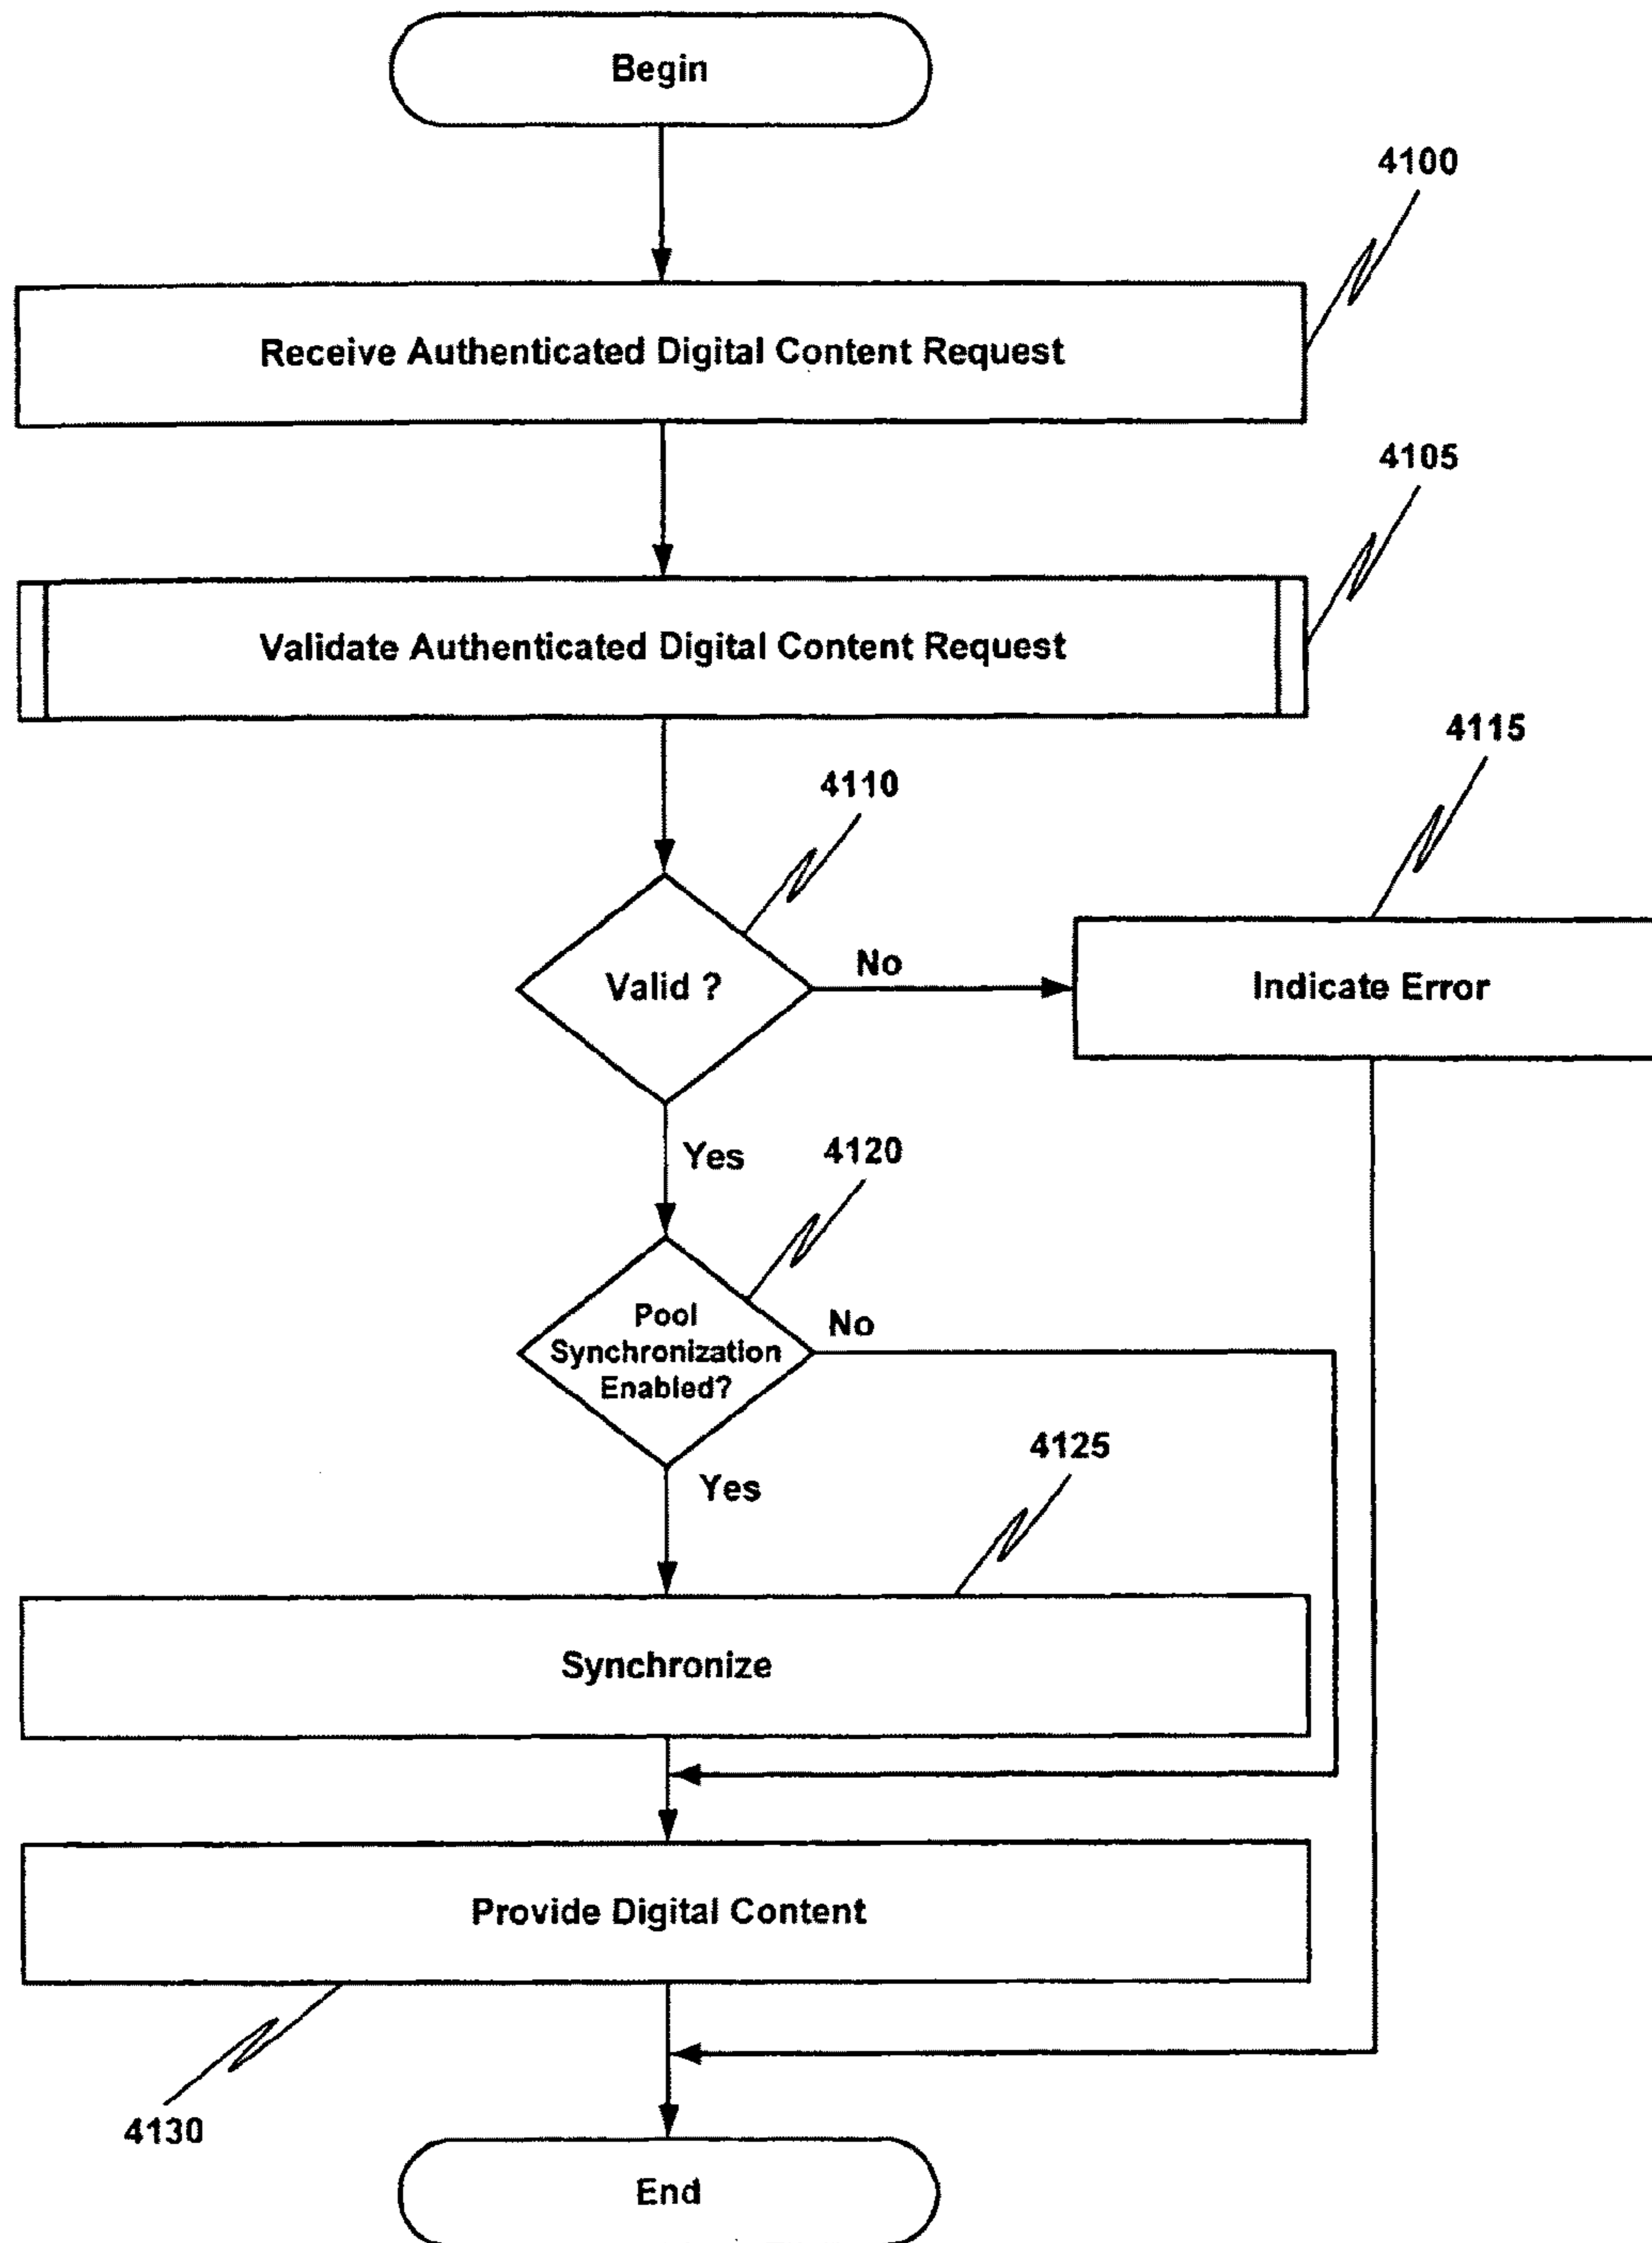 Begin
4100
Receive Authenticated Digital Content Request
4105
Validate Authenticated Digital Content Request
4115
4110
Valid ?
No
Indicate Error
Yes
4120
Pool
Synchronization
Enabled?
No
4125
Yes
Synchronize
Provide Digital Content
4130
End